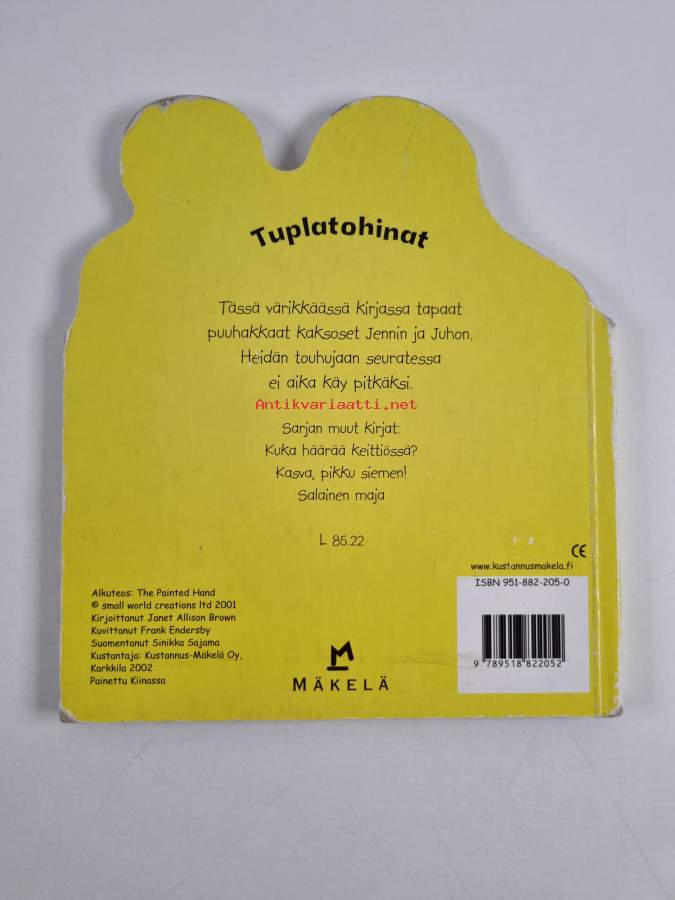 Tuplatohinat
Tässä värikkäässä kirjassa tapaat
puuhakkaat kaksoset Jennin ja Juhon.
Heidän touhujaan seuratessa
ei aika käy pitkäksi.
Antikvariaatti.net
Sarjan muut kirjat:
Kuka häärää keittiössä?
Kasva, pikku siemen!
Salainen maja
L 85.22
CE
www.kustannusmakela.fi
ISBN 951-882-205-0
9 789518 822052
Alkuteos: The Painted Hand
© small world creations ltd 2001
Kirjoittanut Janet Allison Brown
Kuvittanut Frank Endersby
Suomentanut Sinikka Sajama
Kustantaja: Kustannus-Mäkelä Oy,
Karkkila 2002
Painettu Kiinassa
M
MÄKELÄ